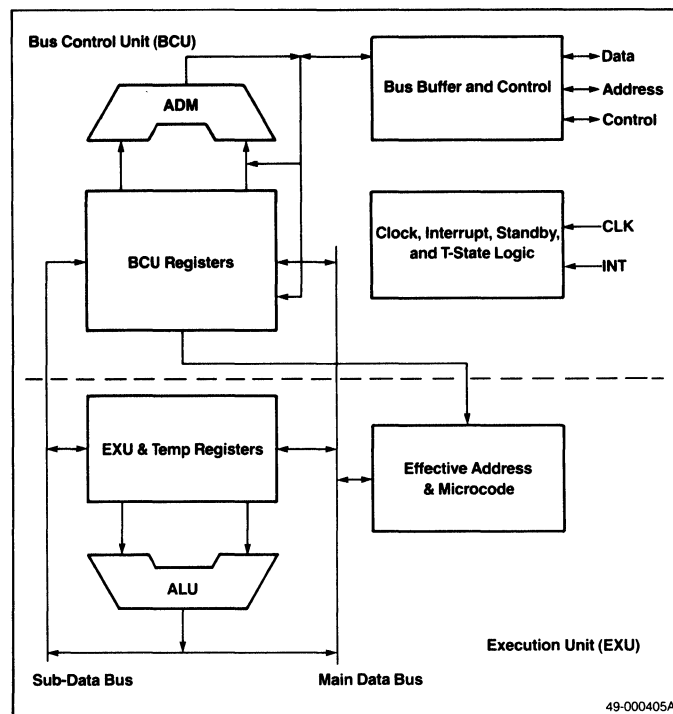 Bus Control Unit (BCU)
ADM
Bus Buffer and Control
Data
Address
Control
BCU Registers
Clock, Interrupt, Standby,
and T-State Logic
CLK
INT
EXU & Temp Registers
Effective Address
& Microcode
ALU
Execution Unit (EXU)
Sub-Data Bus
Main Data Bus
49-000405A